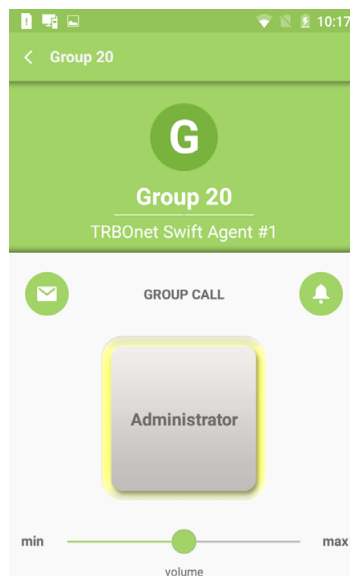 10:17
Group 20
G
Group 20
TRBOnet Swift Agent #1
GROUP CALL
Administrator
min max
volume